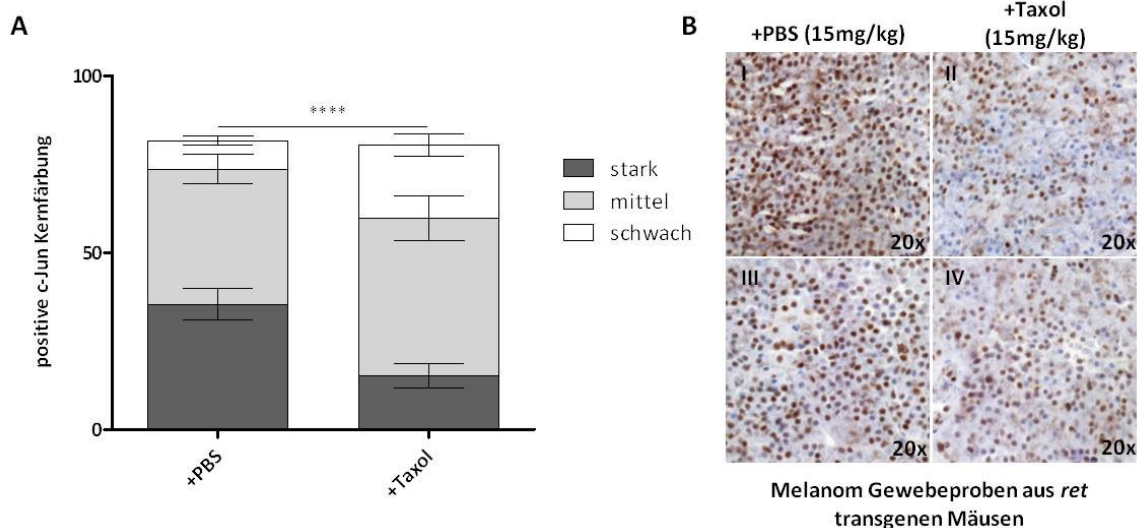 A
100
50
0
positive c-Jun Kernfärbung
****
+PBS
+Taxol
stark
mittel
schwach
B
+PBS (15mg/kg)
+Taxol
(15mg/kg)
I
20x
II
20x
III
20x
IV
20x
Melanom Gewebeproben aus ret
transgenen Mäusen